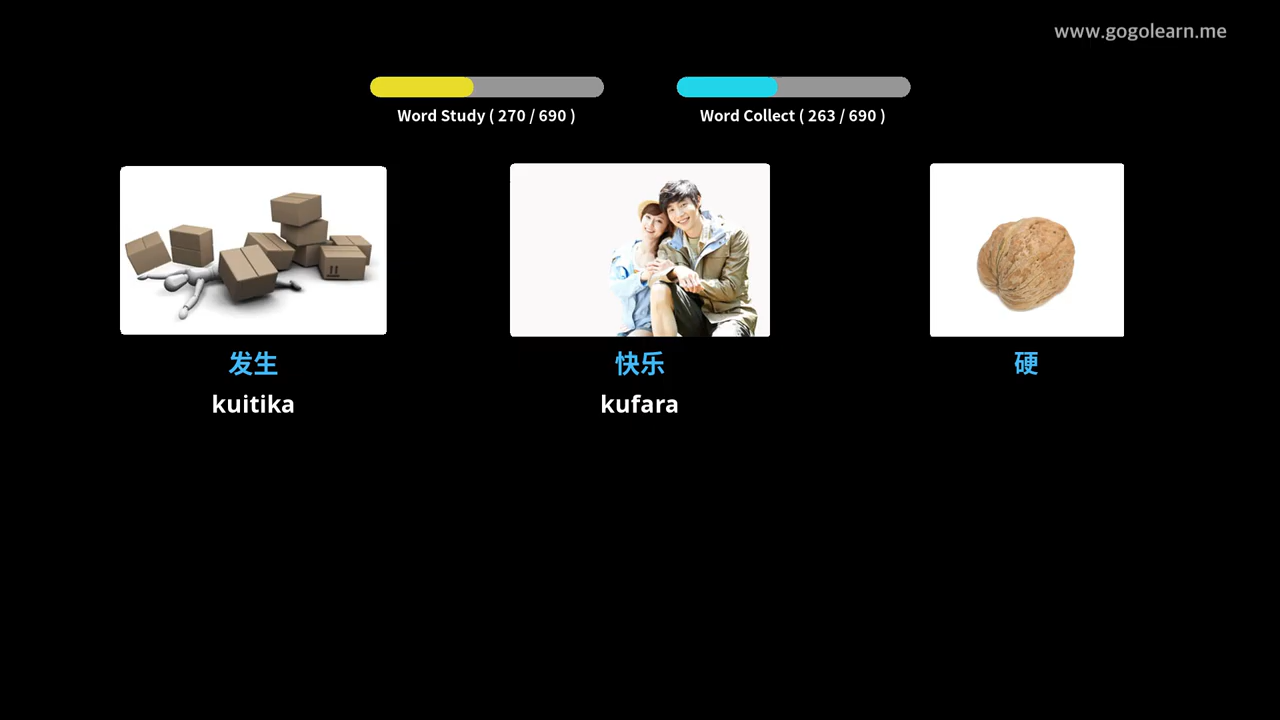 www.gogolearn.me
Word Study ( 270 / 690 )
Word Collect ( 263 / 690 )
发生
快乐
硬
kuitika
kufara